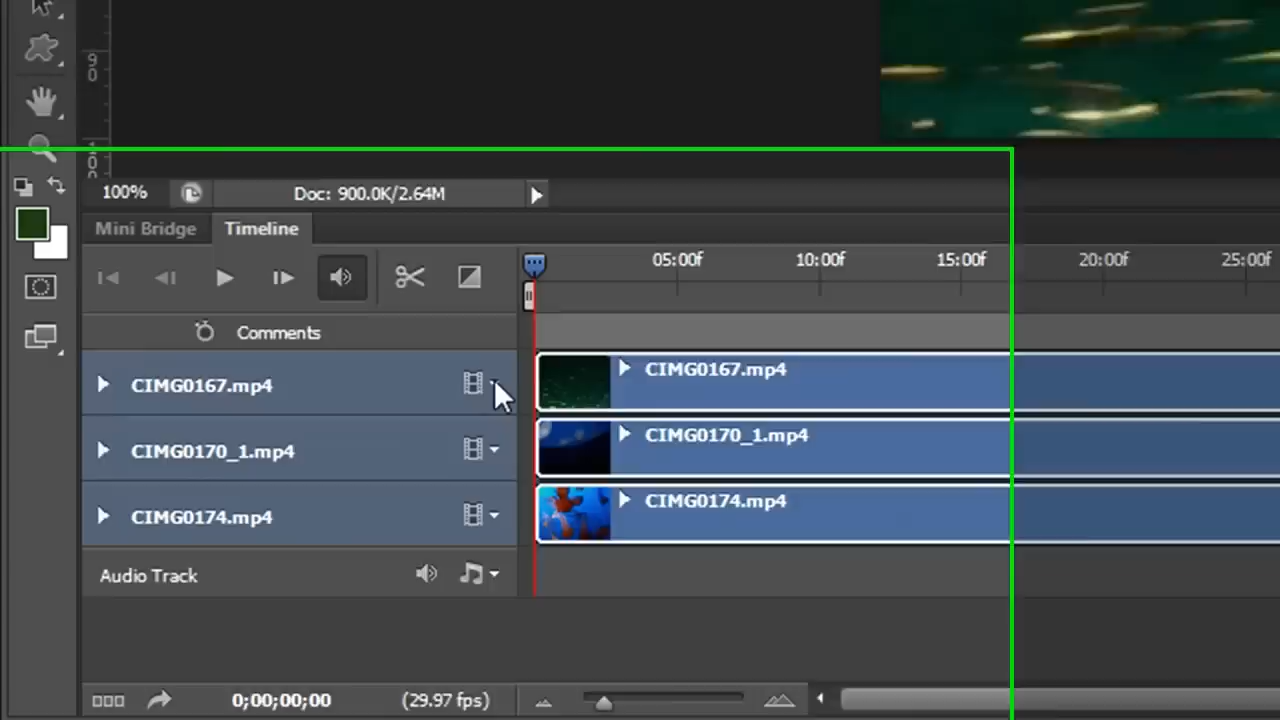 90
100
100% Doc: 900.0K/2.64M
Mini Bridge Timeline
05:00f 10:00f 15:00f 20:00f 25:00f
Comments
CIMG0167.mp4 CIMG0167.mp4
CIMG0170_1.mp4 CIMG0170_1.mp4
CIMG0174.mp4 CIMG0174.mp4
Audio Track
0;00;00;00 (29.97 fps)